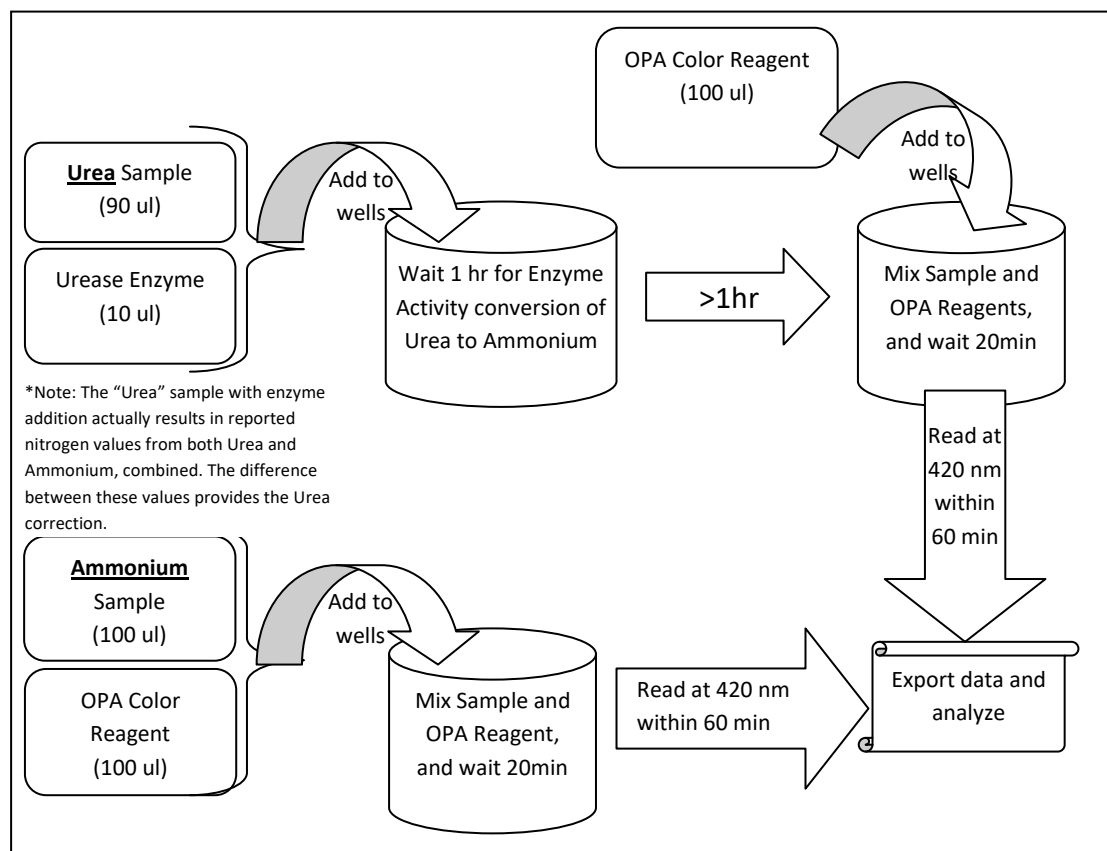 Urea Sample
(90 ul)
Urease Enzyme
(10 ul)
Add to
wells
Wait 1 hr for Enzyme
Activity conversion of
Urea to Ammonium
>1hr
OPA Color Reagent
(100 ul)
Add to
wells
Mix Sample and
OPA Reagents,
and wait 20min
Read at
420 nm
within
60 min
*Note: The “Urea” sample with enzyme
addition actually results in reported
nitrogen values from both Urea and
Ammonium, combined. The difference
between these values provides the Urea
correction.
Ammonium
Sample
(100 ul)
OPA Color
Reagent
(100 ul)
Add to
wells
Mix Sample and
OPA Reagent,
and wait 20min
Read at 420 nm
within 60 min
Export data and
analyze